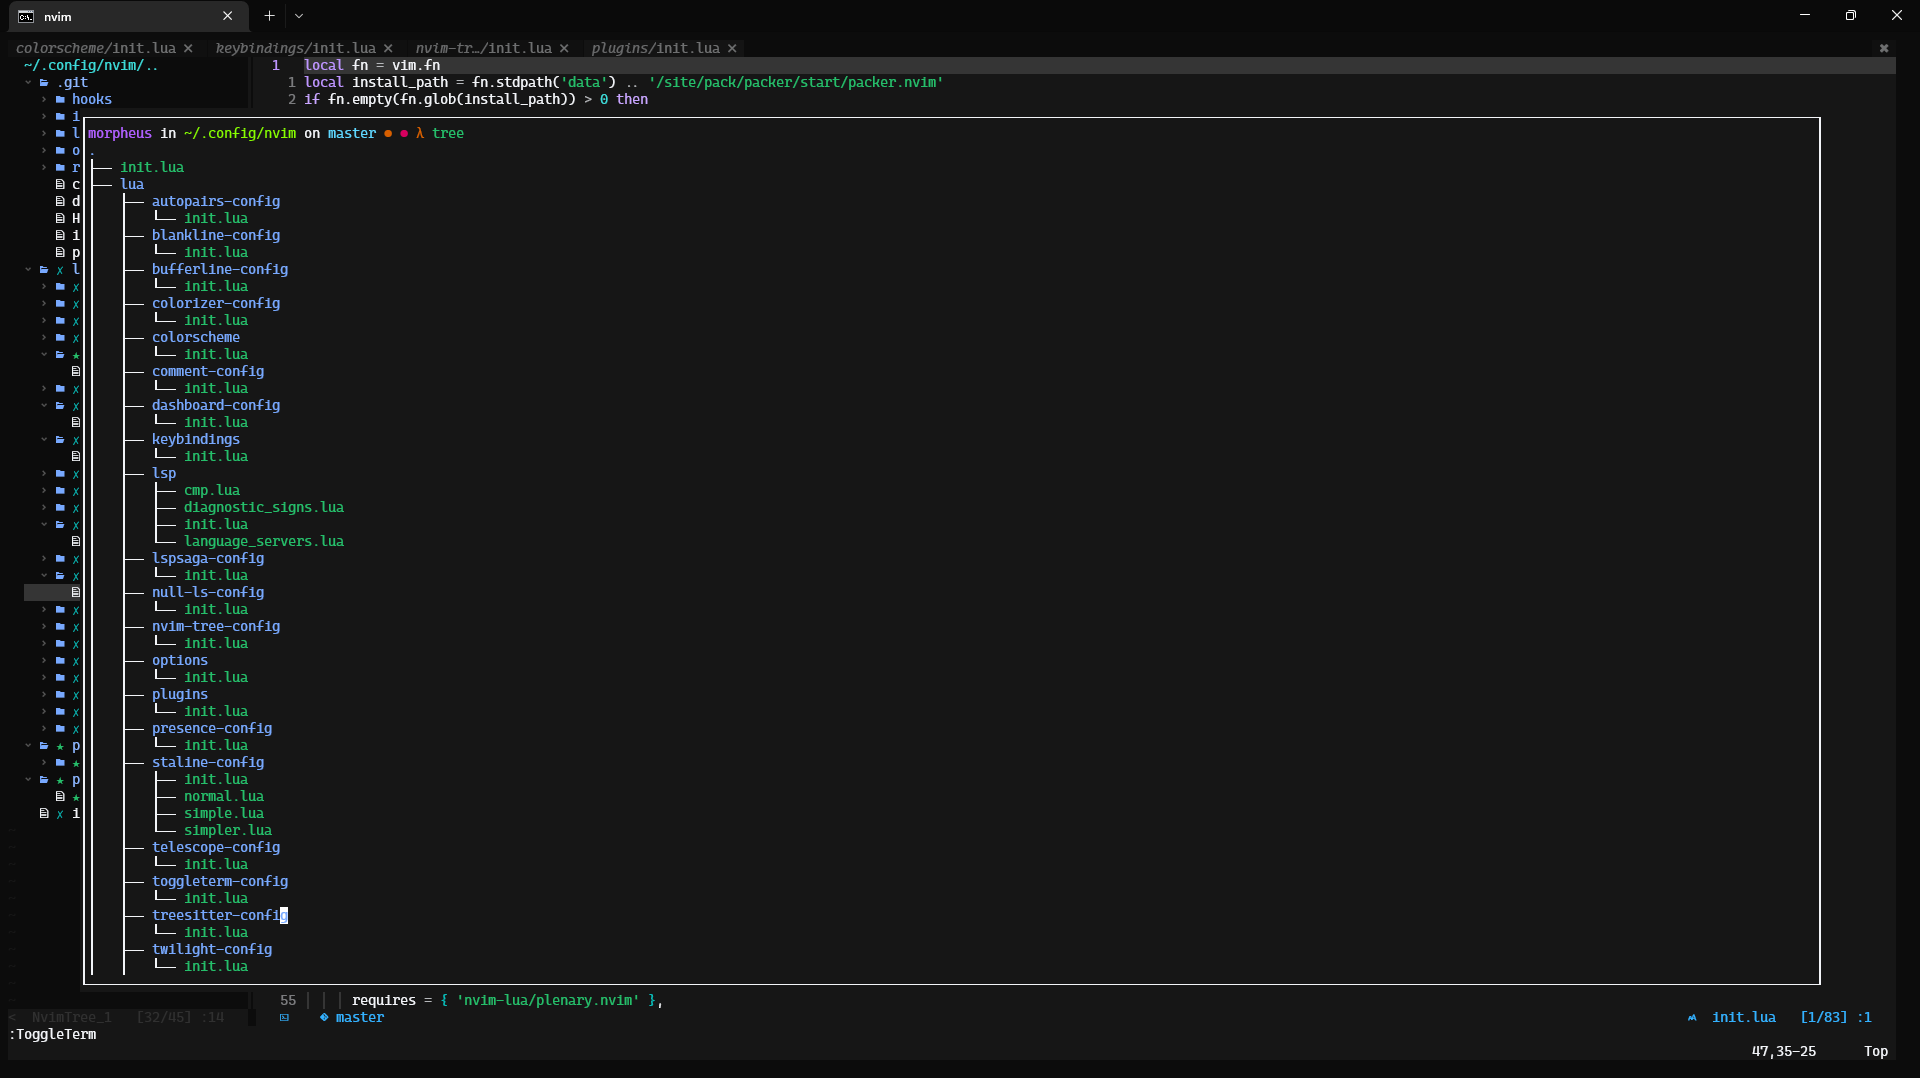 nvim
colorscheme/init.lua ✕ keybindings/init.lua ✕ nvim-tr…/init.lua ✕ plugins/init.lua ✕
~/.config/nvim/..
.git
hooks
1 local fn = vim.fn
1 local install_path = fn.stdpath('data') .. '/site/pack/packer/start/packer.nvim'
2 if fn.empty(fn.glob(install_path)) > 0 then
i
l
o
r
c
d
H
i
p
l
p
p
i
morpheus in ~/.config/nvim on master ● ● λ tree
.
├── init.lua
├── lua
│   ├── autopairs-config
│   │   └── init.lua
│   ├── blankline-config
│   │   └── init.lua
│   ├── bufferline-config
│   │   └── init.lua
│   ├── colorizer-config
│   │   └── init.lua
│   ├── colorscheme
│   │   └── init.lua
│   ├── comment-config
│   │   └── init.lua
│   ├── dashboard-config
│   │   └── init.lua
│   ├── keybindings
│   │   └── init.lua
│   ├── lsp
│   │   ├── cmp.lua
│   │   ├── diagnostic_signs.lua
│   │   ├── init.lua
│   │   └── language_servers.lua
│   ├── lspsaga-config
│   │   └── init.lua
│   ├── null-ls-config
│   │   └── init.lua
│   ├── nvim-tree-config
│   │   └── init.lua
│   ├── options
│   │   └── init.lua
│   ├── plugins
│   │   └── init.lua
│   ├── presence-config
│   │   └── init.lua
│   ├── staline-config
│   │   ├── init.lua
│   │   ├── normal.lua
│   │   ├── simple.lua
│   │   └── simpler.lua
│   ├── telescope-config
│   │   └── init.lua
│   ├── toggleterm-config
│   │   └── init.lua
│   ├── treesitter-config
│   │   └── init.lua
│   ├── twilight-config
│   │   └── init.lua
55 requires = { 'nvim-lua/plenary.nvim' },
< NvimTree_1 [32/45] :14 master init.lua [1/83] :1
:ToggleTerm
47,35-25 Top